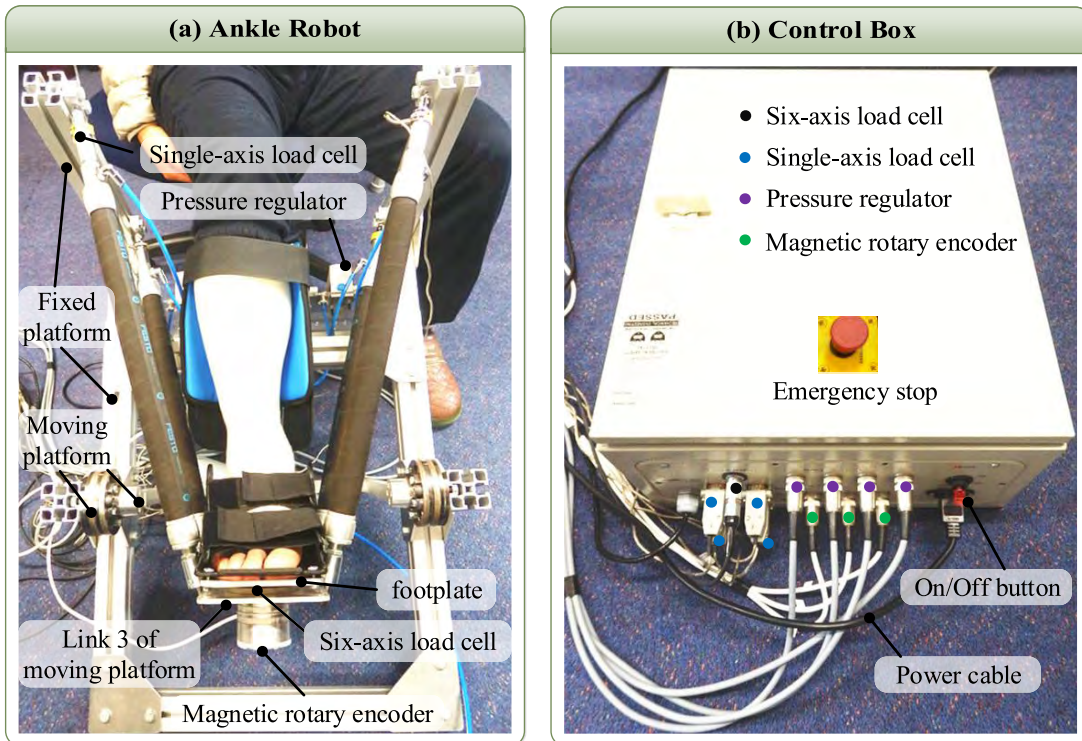 (a) Ankle Robot
Single-axis load cell
Pressure regulator
Fixed
platform
Moving
platform
FESTO
footplate
Link 3 of
moving platform
Six-axis load cell
Magnetic rotary encoder
(b) Control Box
Six-axis load cell
Single-axis load cell
Pressure regulator
Magnetic rotary encoder
PASSED
Emergency stop
On/Off button
Power cable